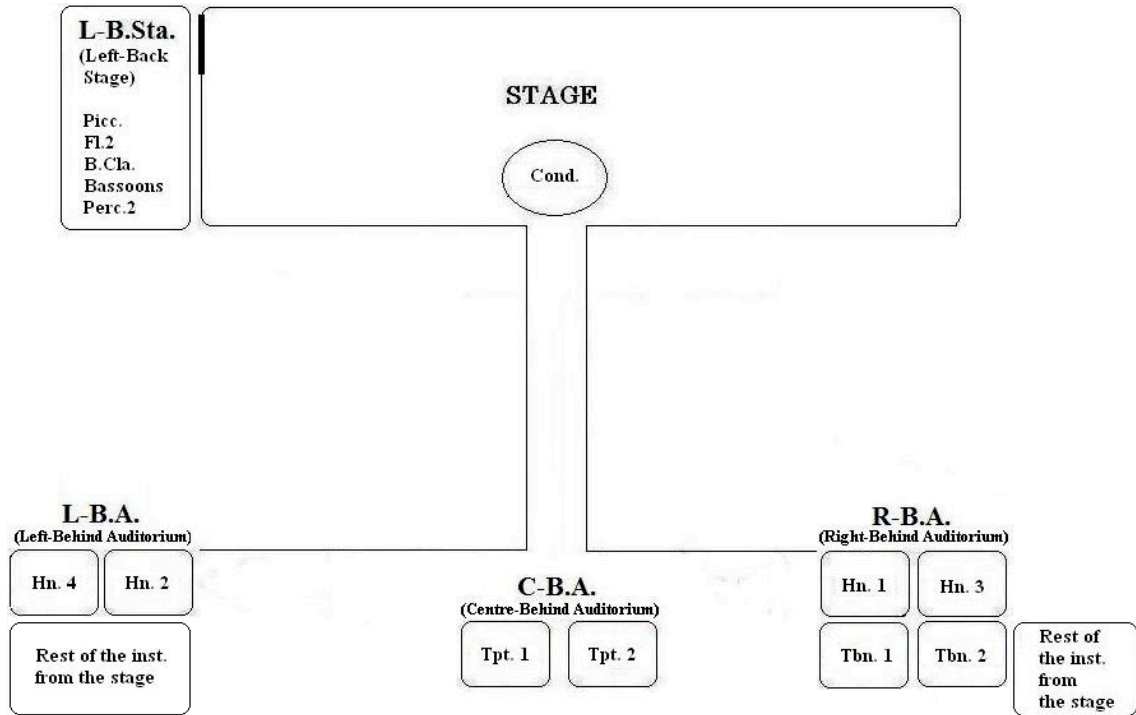 L-B.Sta.
(Left-Back
Stage)
Picc.
Fl.2
B.Cla.
Bassoons
Perc.2
STAGE
Cond.
L-B.A.
(Left-Behind Auditorium)
Hn. 4
Hn. 2
Rest of the inst.
from the stage
C-B.A.
(Centre-Behind Auditorium)
Tpt. 1
Tpt. 2
R-B.A.
(Right-Behind Auditorium)
Hn. 1
Hn. 3
Tbn. 1
Tbn. 2
Rest of
the inst.
from
the stage